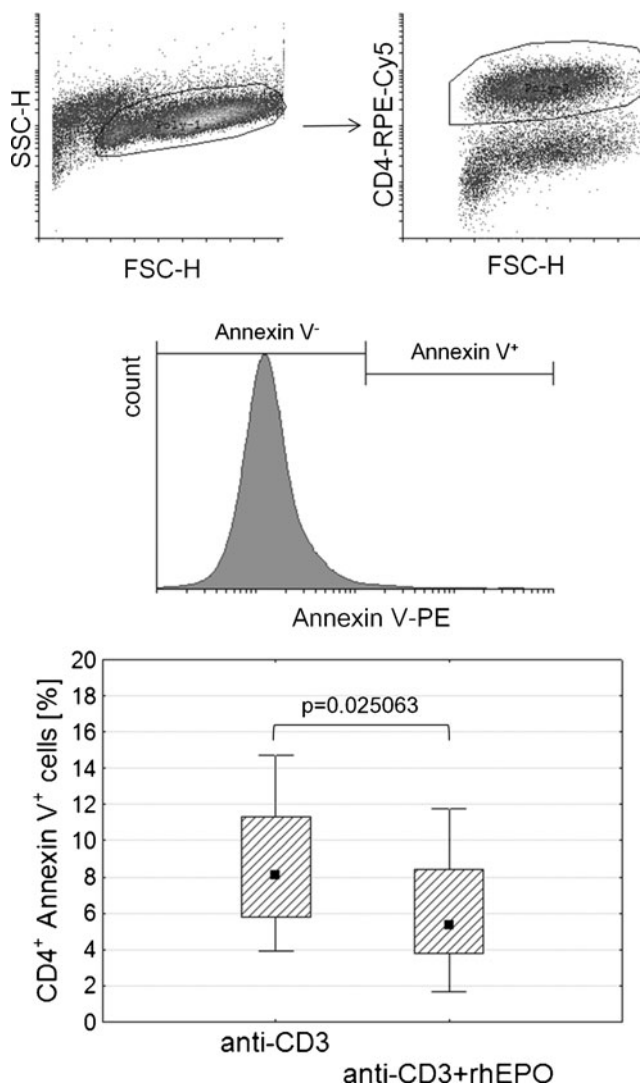 SSC-H
FSC-H
CD4-RPE-Cy5
FSC-H
Annexin V⁻
Annexin V⁺
count
Annexin V-PE
CD4⁺ Annexin V⁺ cells [%]
20
18
16
14
12
10
8
6
4
2
0
p=0.025063
anti-CD3
anti-CD3+rhEPO